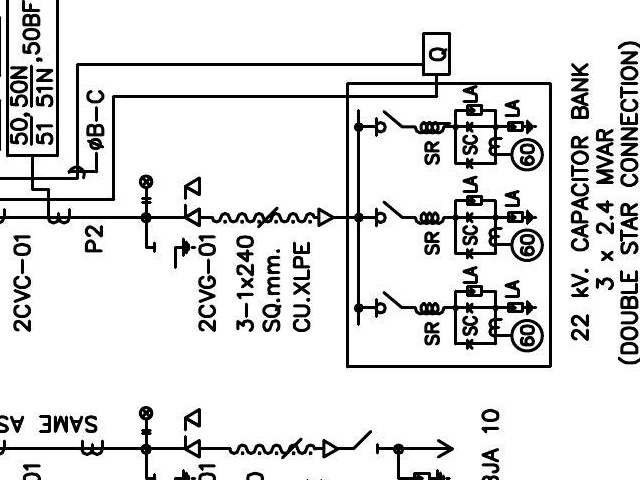 50, 50N
51 51N, 50BF
øB-C
P2
2CVC-01
2CVG-01
3-1x240
SQ.mm.
CU.XLPE
Q
LA
SC
LA
SR
60
LA
SC
LA
SR
60
LA
SC
LA
SR
60
22 kV. CAPACITOR BANK
3 x 2.4 MVAR
(DOUBLE STAR CONNECTION)
SAME AS
01
01
BJA 10